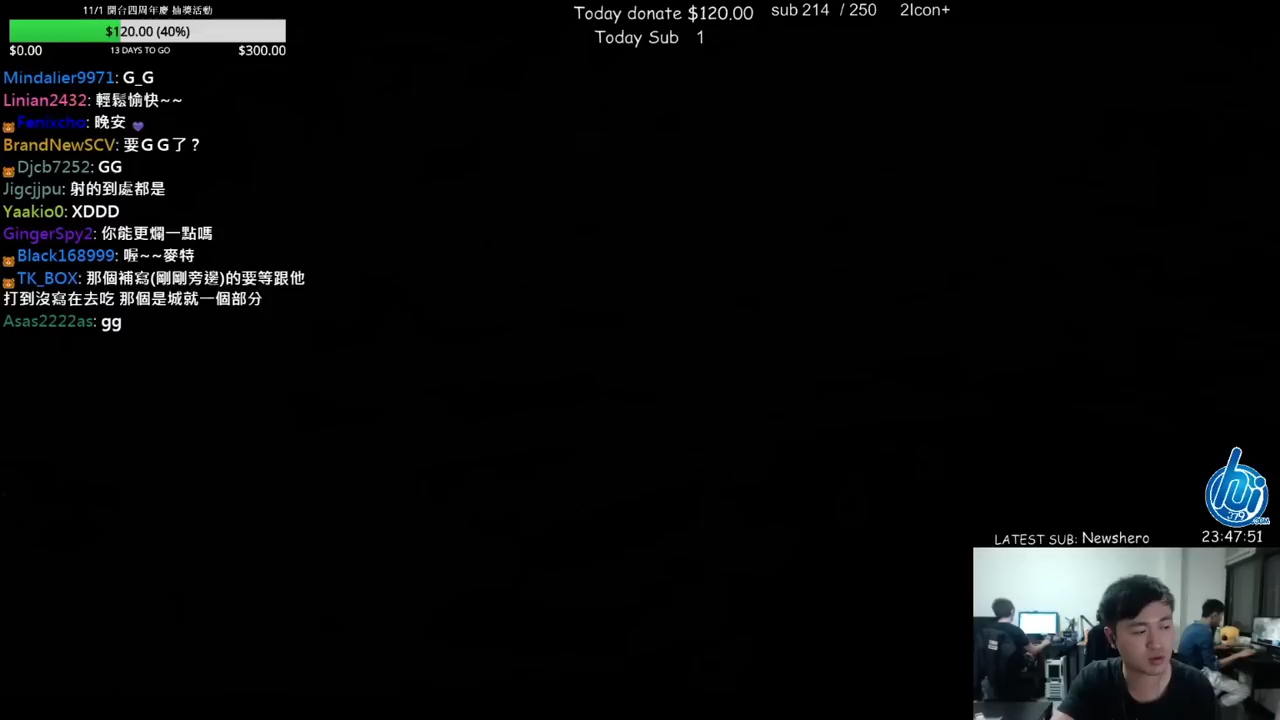 11/1 開台四周年慶 抽獎活動
$120.00 (40%)
$0.00 13 DAYS TO GO $300.00
Today donate $120.00 sub 214 / 250 2Icon+
Today Sub 1
Mindalier9971: G_G
Linian2432: 輕鬆愉快~~
Fenixcho: 晚安
BrandNewSCV: 要ＧＧ了？
Djcb7252: GG
Jigcjjpu: 射的到處都是
Yaakio0: XDDD
GingerSpy2: 你能更爛一點嗎
Black168999: 喔~~麥特
TK_BOX: 那個補寫(剛剛旁邊)的要等跟他
打到沒寫在去吃 那個是城就一個部分
Asas2222as: gg
hi
379
.COM
LATEST SUB: Newshero 23:47:51